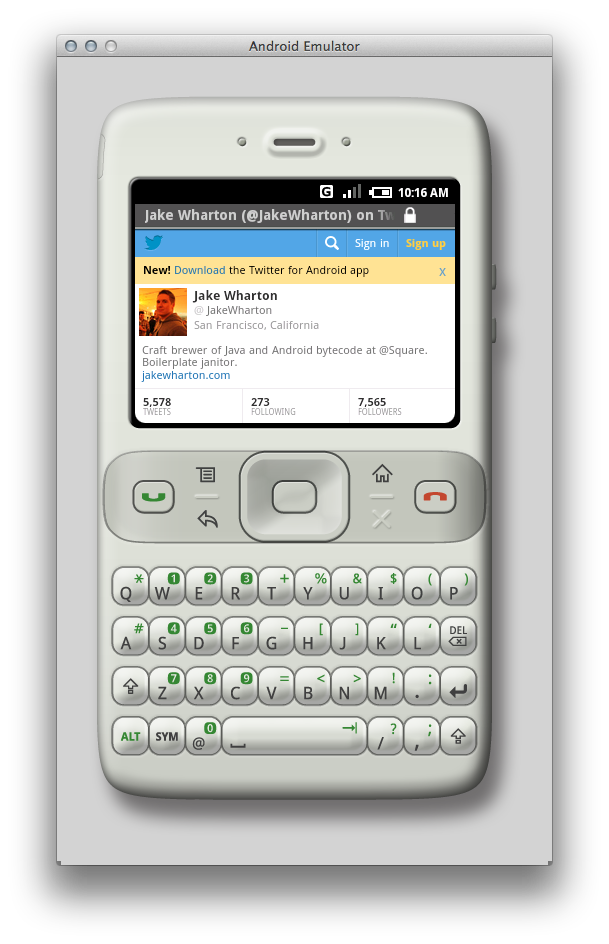 Android Emulator
G 10:16 AM
Jake Wharton (@JakeWharton) on Tw
Sign in Sign up
New! Download the Twitter for Android app x
Jake Wharton
@ JakeWharton
San Francisco, California
Craft brewer of Java and Android bytecode at @Square.
Boilerplate janitor.
jakewharton.com
5,578 273 7,565
TWEETS FOLLOWING FOLLOWERS
* 1 2 3 + % & $ ( )
Q W E R T Y U I O P
# 4 5 6 – [ ] “ ‘ DEL
A S D F G H J K L
7 8 9 = < > ! :
Z X C V B N M .
0 ? ;
ALT SYM @ / ,